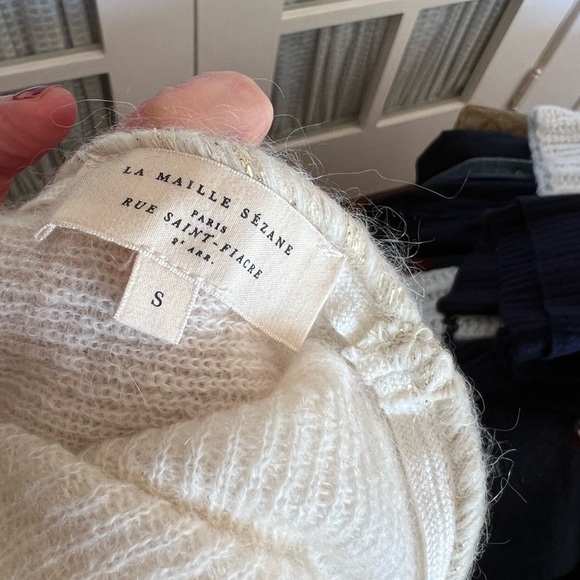 LA MAILLE SÉZANE
PARIS
RUE SAINT-FIACRE
2ᵉ ARR.
S